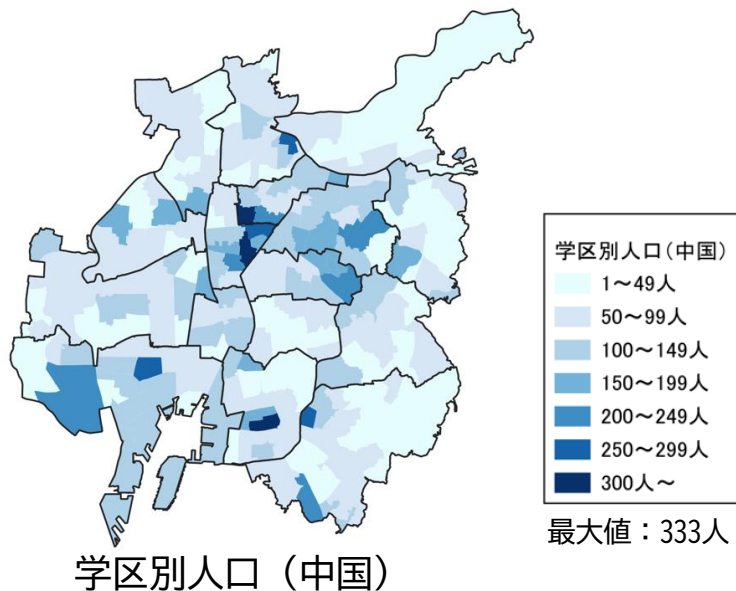 学区別人口(中国)
1～49人
50～99人
100～149人
150～199人
200～249人
250～299人
300人～
最大値：333人
学区別人口（中国）